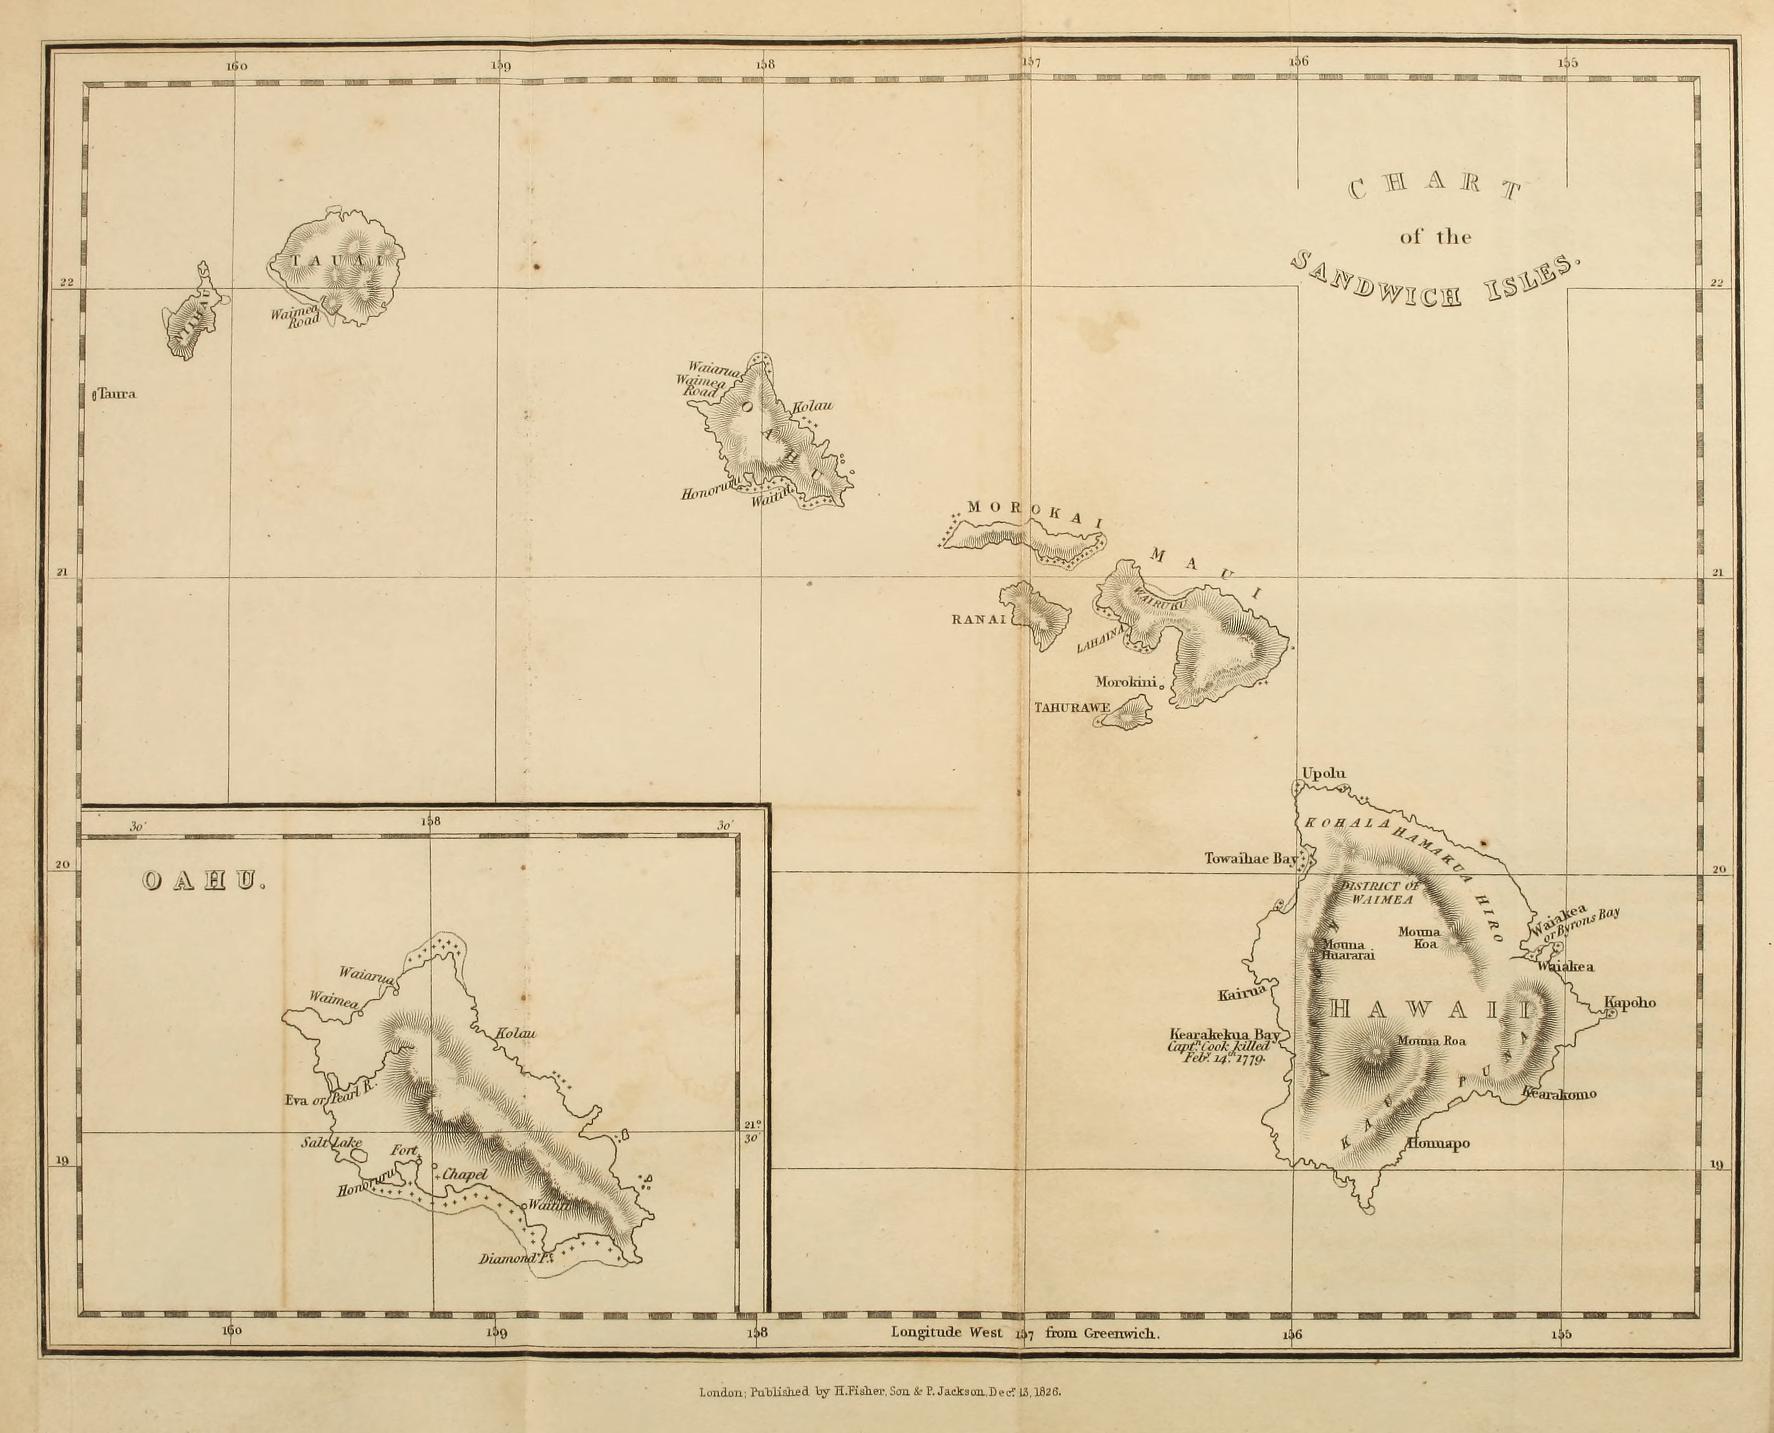 160 159 158 157 156 155
CHART
of the
SANDWICH ISLES.
22 22
TAUAI
NIIHAU
Waimea
Road
Taura
Waiarua
Waimea
Road
Kolau
OAHU
Honoruru
Waititi
MOROKAI
21 21
MAUI
WAIRUKU
RANAI
LAHAINA
Morokini
TAHURAWE
Upolu
KOHALA
HAMAKUA
HIRO
Towaihae Bay
20 20
DISTRICT OF
WAIMEA
Mouna
Koa
Mouna
Huararai
Waiakea
or Byrons Bay
Waiakea
Kairua
HAWAII
Kapoho
Kearakekua Bay
Captn. Cook killed
Feby. 14th. 1779.
Mouna Roa
PUNA
KAU
Kearakomo
Honuapo
19 19
30' 158 30'
OAHU.
Waiarua
Waimea
Kolau
Eva or Pearl R.
21°
30'
Salt Lake
Fort
Chapel
Honoruru
Waititi
Diamond Pt.
160 159 158 Longitude West 157 from Greenwich. 156 155
London; Published by H. Fisher, Son & P. Jackson, Decr. 13, 1826.